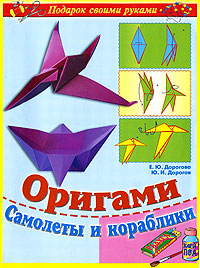 Подарок своими руками
Е. Ю. Дорогова
Ю. И. Дорогов
Оригами
Самолеты и кораблики